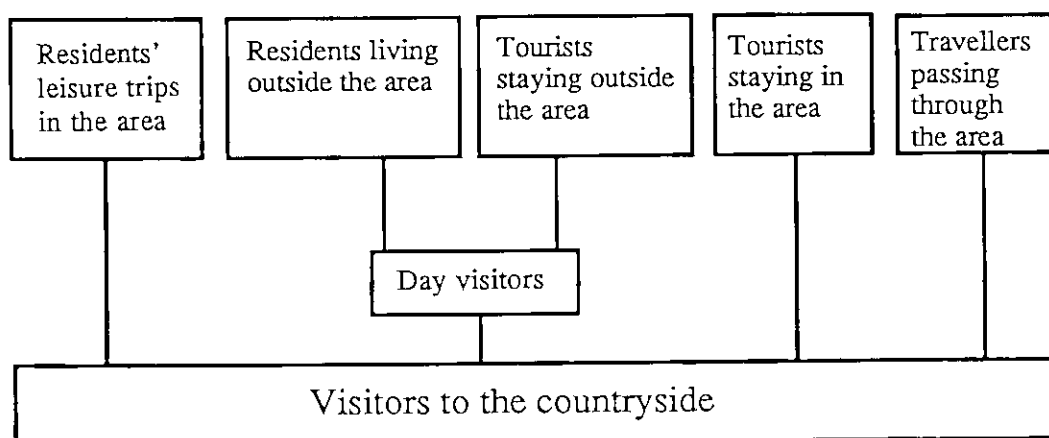 Residents'
leisure trips
in the area
Residents living
outside the area
Tourists
staying outside
the area
Tourists
staying in
the area
Travellers
passing
through
the area
Day visitors
Visitors to the countryside